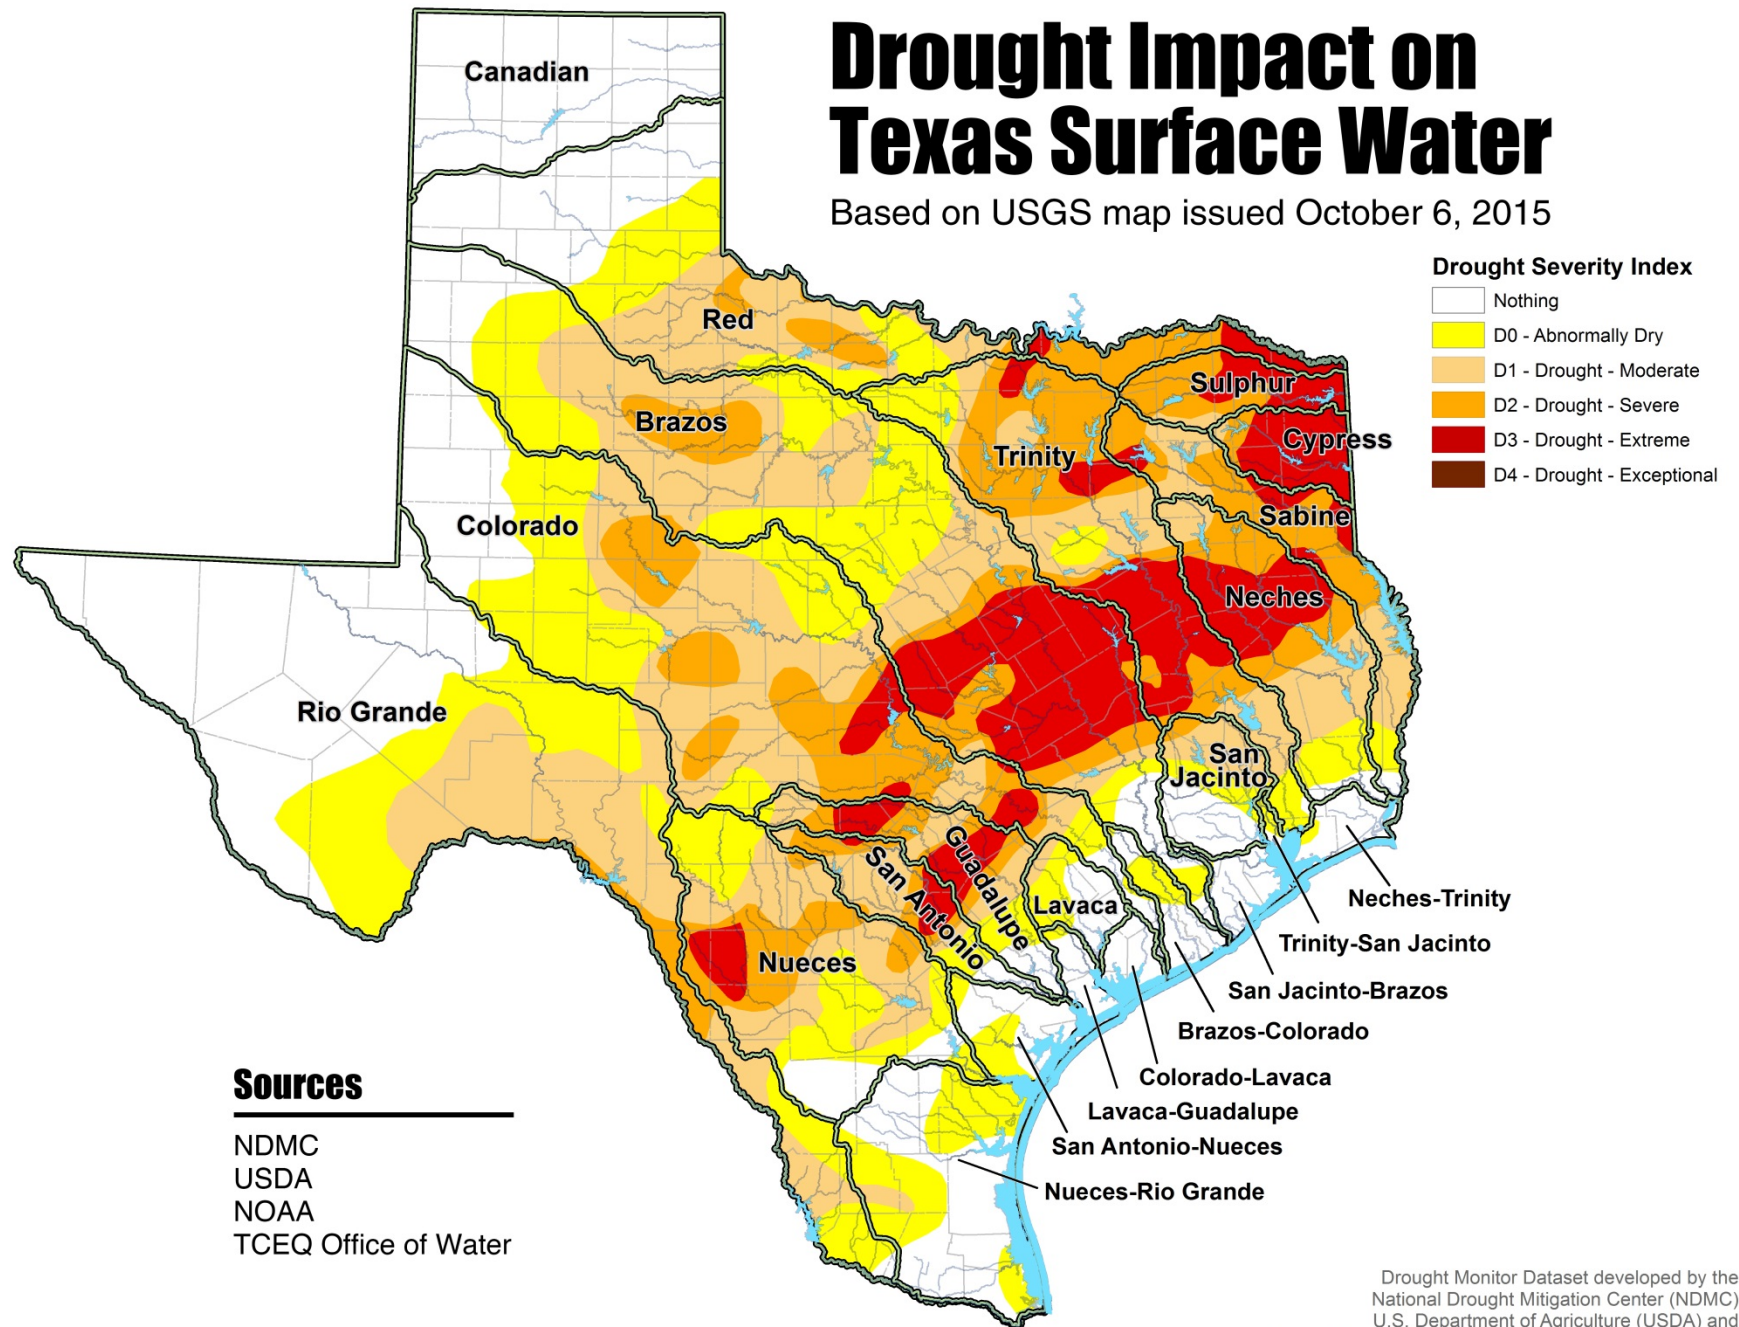 Drought Impact on
Texas Surface Water
Based on USGS map issued October 6, 2015
Drought Severity Index
Nothing
D0 - Abnormally Dry
D1 - Drought - Moderate
D2 - Drought - Severe
D3 - Drought - Extreme
D4 - Drought - Exceptional
Canadian
Red
Sulphur
Brazos
Cypress
Trinity
Sabine
Colorado
Neches
Rio Grande
San
Jacinto
Guadalupe
San Antonio
Lavaca
Nueces
Neches-Trinity
Trinity-San Jacinto
San Jacinto-Brazos
Brazos-Colorado
Colorado-Lavaca
Lavaca-Guadalupe
San Antonio-Nueces
Nueces-Rio Grande
Sources
NDMC
USDA
NOAA
TCEQ Office of Water
Drought Monitor Dataset developed by the
National Drought Mitigation Center (NDMC)
U.S. Department of Agriculture (USDA) and